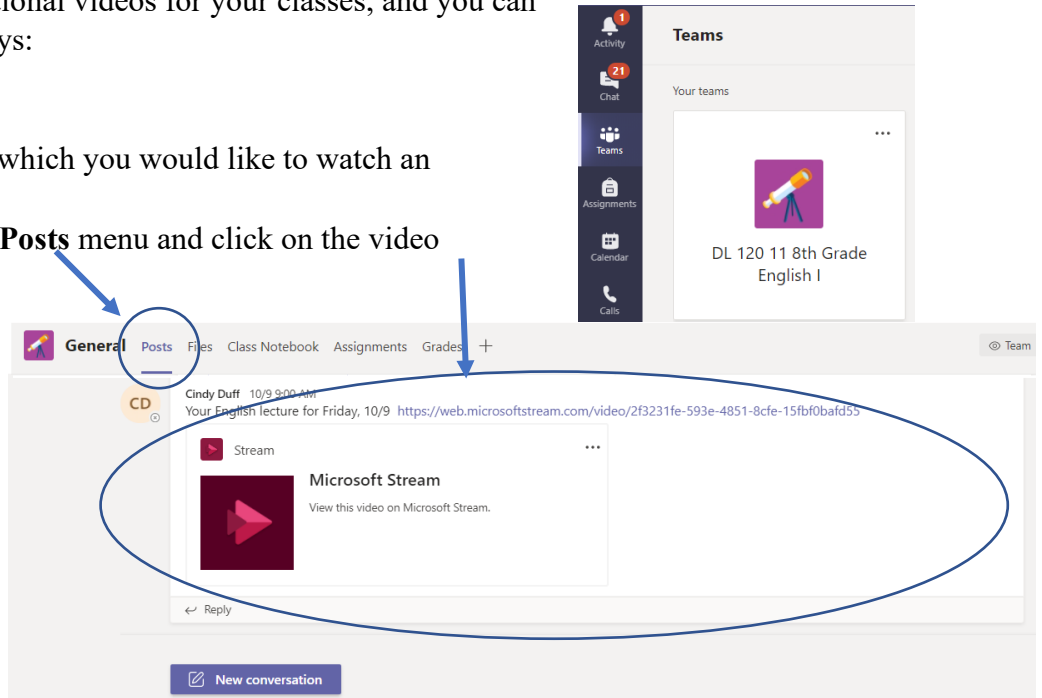 tional videos for your classes, and you can
ys:
which you would like to watch an
Posts menu and click on the video
1
Activity
21
Chat
Teams
Assignments
Calendar
Calls
Teams
Your teams
...
DL 120 11 8th Grade
English I
General Posts Files Class Notebook Assignments Grades +
Team
CD
Cindy Duff 10/9 9:00 AM
Your English lecture for Friday, 10/9 https://web.microsoftstream.com/video/2f3231fe-593e-4851-8cfe-15fbf0bafd55
Stream
...
Microsoft Stream
View this video on Microsoft Stream.
Reply
New conversation